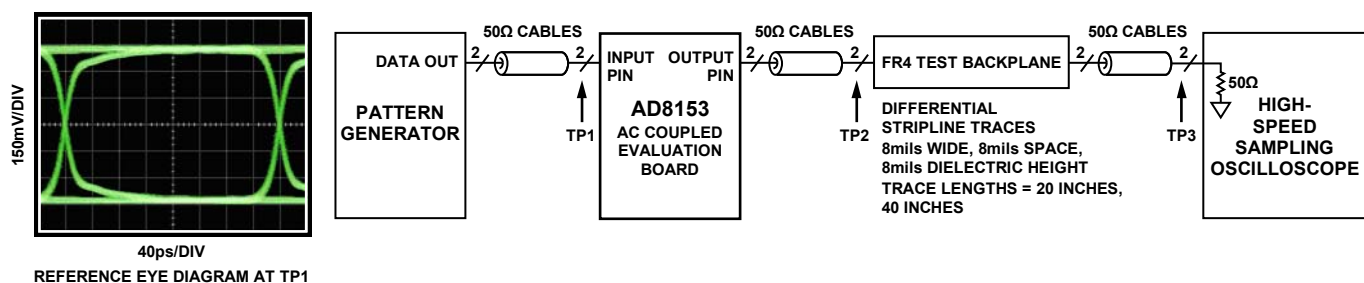 150mV/DIV
40ps/DIV
REFERENCE EYE DIAGRAM AT TP1
DATA OUT
PATTERN
GENERATOR
50Ω CABLES
2
2
TP1
INPUT
PIN
OUTPUT
PIN
AD8153
AC COUPLED
EVALUATION
BOARD
50Ω CABLES
2
2
TP2
FR4 TEST BACKPLANE
DIFFERENTIAL
STRIPLINE TRACES
8mils WIDE, 8mils SPACE,
8mils DIELECTRIC HEIGHT
TRACE LENGTHS = 20 INCHES,
40 INCHES
50Ω CABLES
2
2
TP3
50Ω
HIGH-
SPEED
SAMPLING
OSCILLOSCOPE